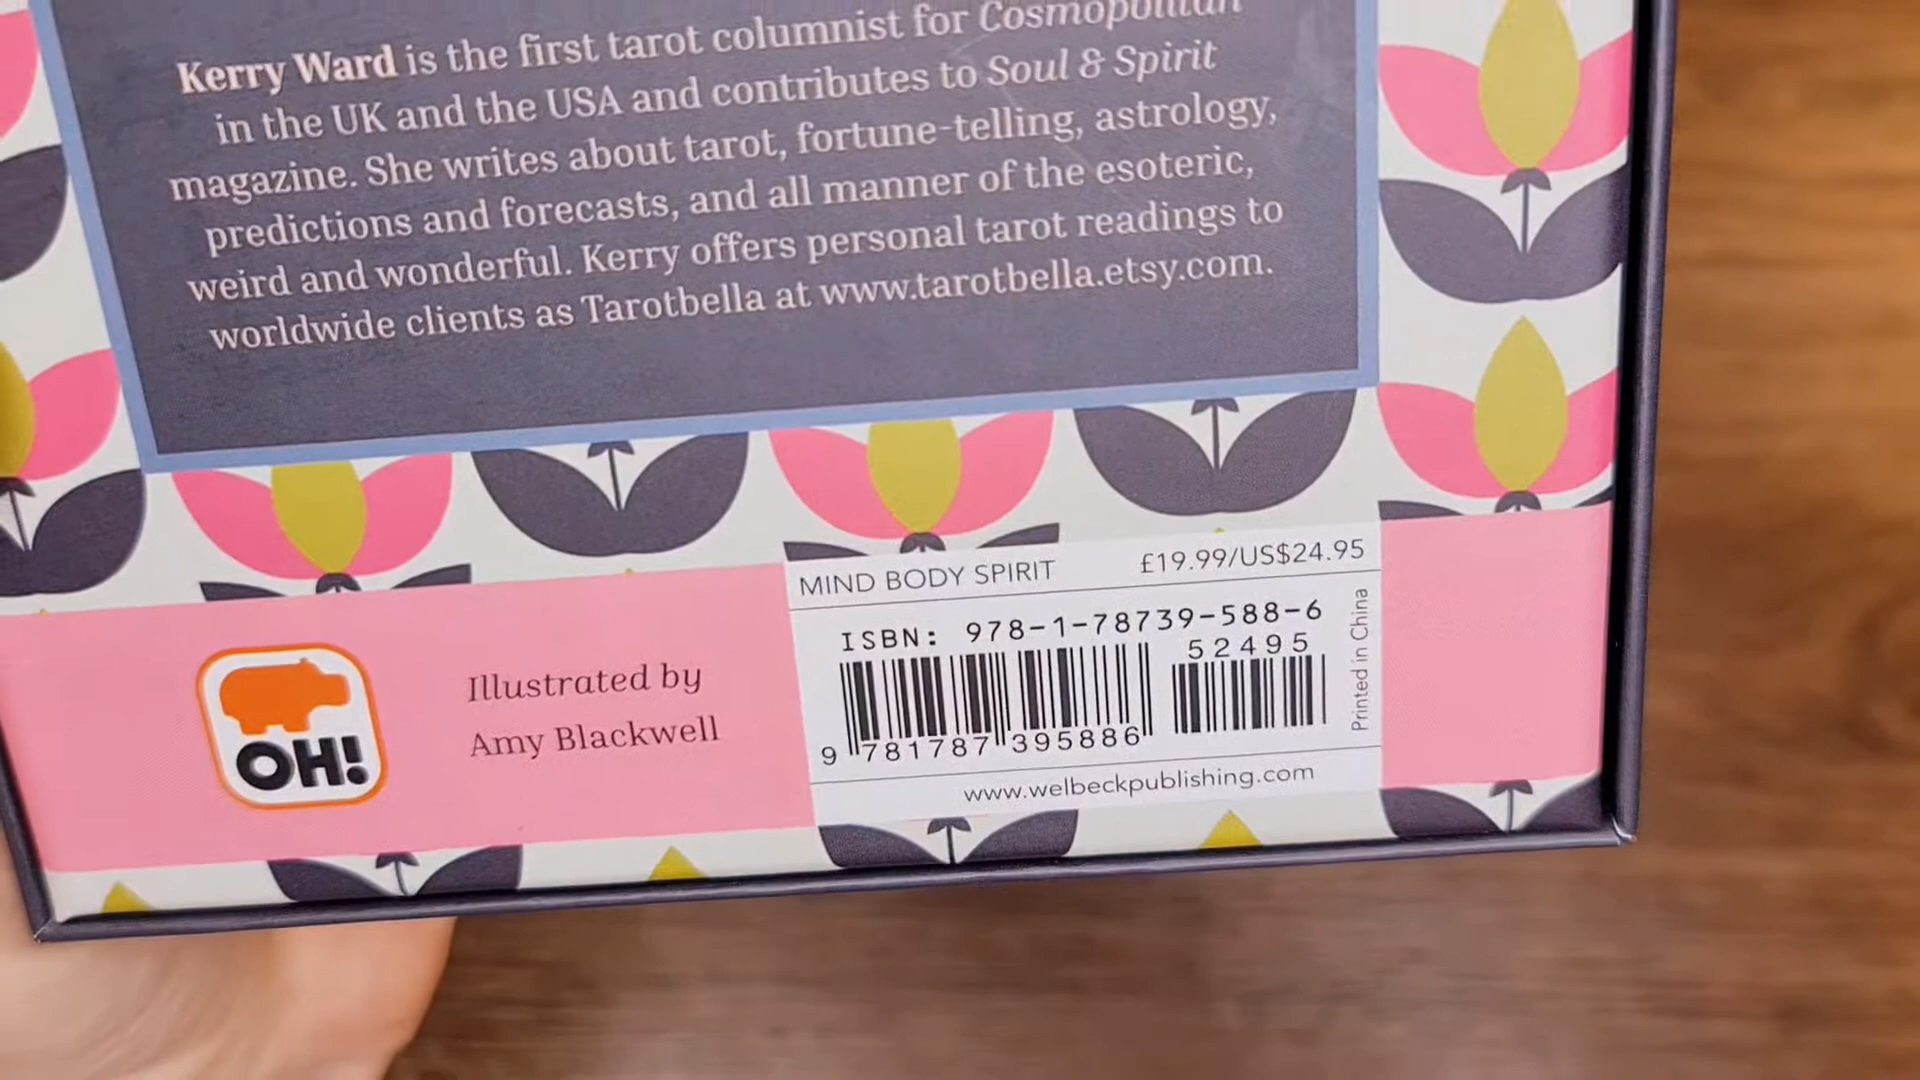 Kerry Ward is the first tarot columnist for Cosmopolitan
in the UK and the USA and contributes to Soul & Spirit
magazine. She writes about tarot, fortune-telling, astrology,
predictions and forecasts, and all manner of the esoteric,
weird and wonderful. Kerry offers personal tarot readings to
worldwide clients as Tarotbella at www.tarotbella.etsy.com.
OH!
Illustrated by
Amy Blackwell
MIND BODY SPIRIT £19.99/US$24.95
ISBN: 978-1-78739-588-6
52495
9 781787 395886
Printed in China
www.welbeckpublishing.com